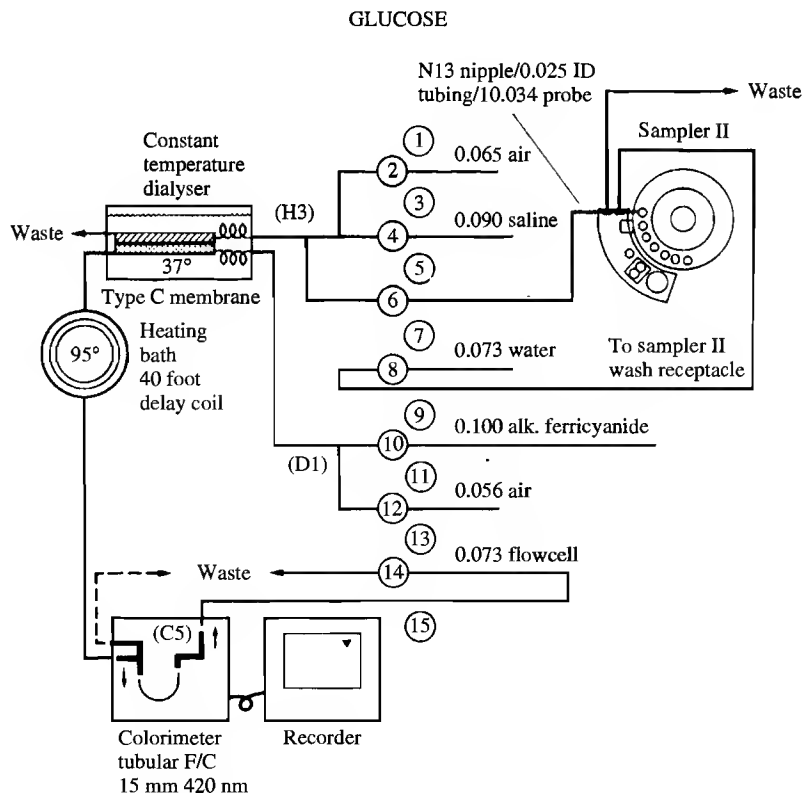 GLUCOSE
N13 nipple/0.025 ID
tubing/10.034 probe
Waste
Sampler II
Constant
temperature
dialyser
(H3)
1
2
0.065 air
3
4
0.090 saline
5
6
Waste
37°
Type C membrane
95°
Heating
bath
40 foot
delay coil
7
8
0.073 water
To sampler II
wash receptacle
9
10
0.100 alk. ferricyanide
(D1)
11
12
0.056 air
13
14
0.073 flowcell
Waste
15
(C5)
Colorimeter
tubular F/C
15 mm 420 nm
Recorder